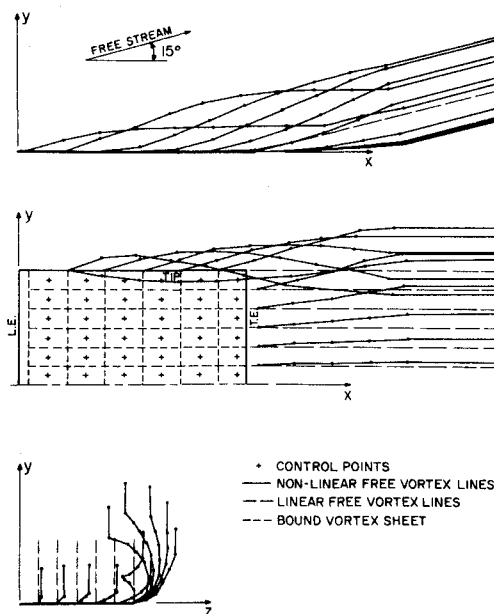 y
FREE STREAM
15°
x
y
TIP
L.E.
T.E.
x
y
z
+ CONTROL POINTS
NON-LINEAR FREE VORTEX LINES
LINEAR FREE VORTEX LINES
BOUND VORTEX SHEET